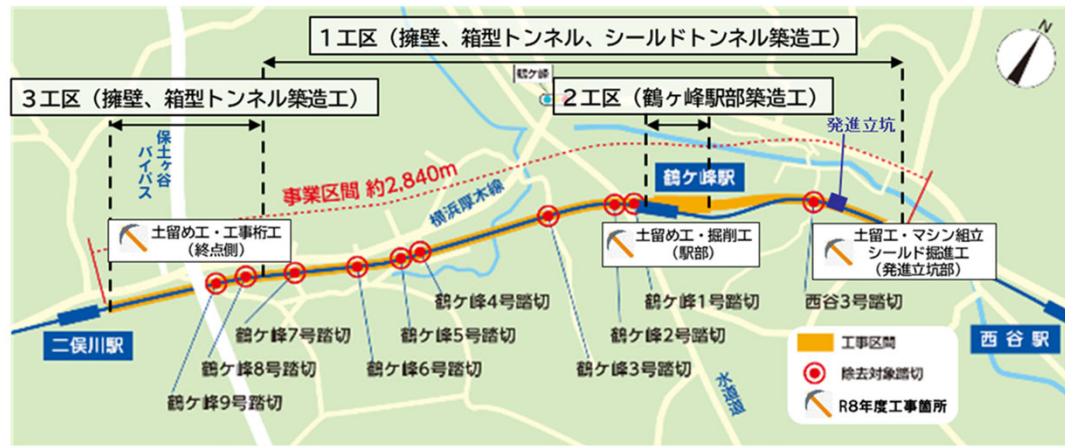 1工区（擁壁、箱型トンネル、シールドトンネル築造工）
N
鶴ケ峰
3工区（擁壁、箱型トンネル築造工）
2工区（鶴ヶ峰駅部築造工）
発進立坑
保土ヶ谷
バイパス
事業区間 約2,840m
横浜厚木線
鶴ケ峰駅
土留め工・工事桁工
（終点側）
土留め工・掘削工
（駅部）
土留工・マシン組立
シールド掘進工
（発進立坑部）
鶴ケ峰4号踏切
鶴ケ峰1号踏切
西谷3号踏切
鶴ケ峰7号踏切
鶴ケ峰5号踏切
鶴ケ峰2号踏切
二俣川駅
西谷駅
鶴ケ峰8号踏切
鶴ケ峰6号踏切
鶴ケ峰3号踏切
鶴ケ峰9号踏切
水道道
工事区間
除去対象踏切
R8年度工事箇所